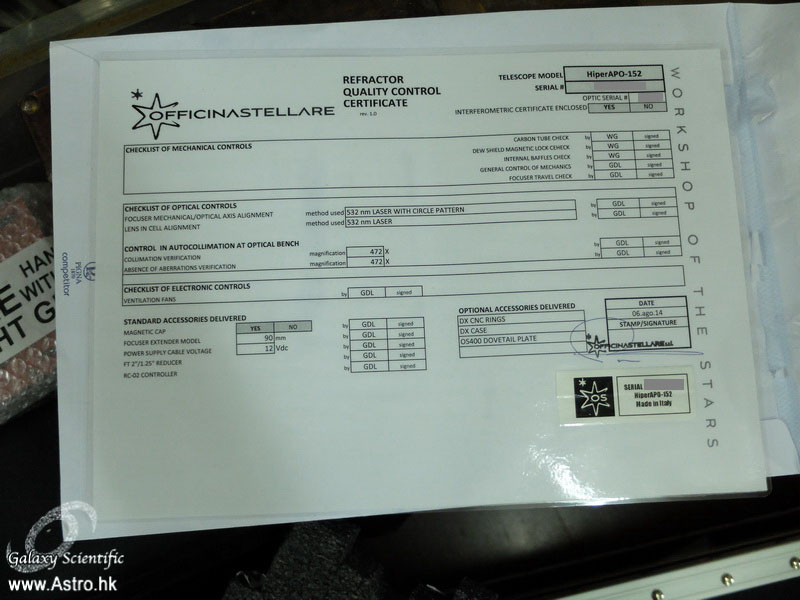 REFRACTOR
QUALITY CONTROL
CERTIFICATE
rev. 1.0
OFFICINASTELLARE
TELESCOPE MODEL HiperAPO-152
SERIAL #
OPTIC SERIAL #
INTERFEROMETRIC CERTIFICATE ENCLOSED YES NO
WORKSHOP OF THE STARS
CHECKLIST OF MECHANICAL CONTROLS
CARBON TUBE CHECK by WG signed
DEW SHIELD MAGNETIC LOCK CEHECK by WG signed
INTERNAL BAFFLES CEHECK by WG signed
GENERAL CONTROL OF MECHANICS by GDL signed
FOCUSER TRAVEL CHECK by GDL signed
CHECKLIST OF OPTICAL CONTROLS
FOCUSER MECHANICAL/OPTICAL AXIS ALIGNMENT method used 532 nm LASER WITH CIRCLE PATTERN by GDL signed
LENS IN CELL ALIGNMENT method used 532 nm LASER by GDL signed
CONTROL IN AUTOCOLLIMATION AT OPTICAL BENCH
COLLIMATION VERIFICATION magnification 472 X by GDL signed
ABSENCE OF ABERRATIONS VERIFICATION magnification 472 X by GDL signed
CHECKLIST OF ELECTRONIC CONTROLS
VENTILATION FANS by GDL signed
STANDARD ACCESSORIES DELIVERED
YES NO
MAGNETIC CAP by GDL signed
FOCUSER EXTENDER MODEL 90 mm by GDL signed
POWER SUPPLY CABLE VOLTAGE 12 Vdc by GDL signed
FT 2"/1.25" REDUCER by GDL signed
RC-02 CONTROLLER by GDL signed
OPTIONAL ACCESSORIES DELIVERED
DX CNC RINGS
DX CASE
OS400 DOVETAIL PLATE
DATE
06.ago.14
STAMP/SIGNATURE
OFFICINASTELLARE s.r.l.
OS
SERIAL
HiperAPO-152
Made in Italy
PIGNA
competitor
HAN
WITH
HT G
Galaxy Scientific
www.Astro.hk